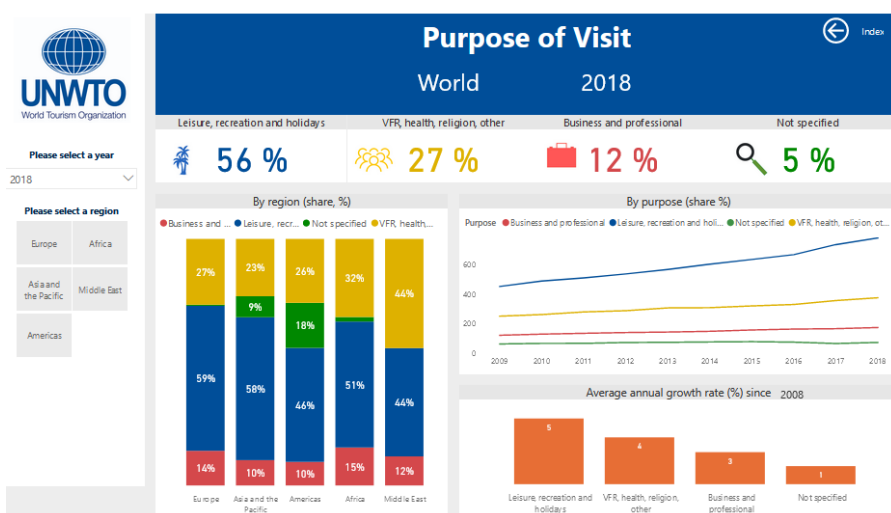 UNWTO
World Tourism Organization
Purpose of Visit
Index
World 2018
Leisure, recreation and holidays VFR, health, religion, other Business and professional Not specified
56 % 27 % 12 % 5 %
Please select a year
2018
Please select a region
Europe Africa
Asia and the Pacific Middle East
Americas
By region (share, %)
Business and ... Leisure, recr... Not specified VFR, health,...
27% 23% 26% 32% 44%
9% 18%
59% 58% 46% 51% 44%
14% 10% 10% 15% 12%
Europe Asia and the Pacific Americas Africa Middle East
By purpose (share %)
Purpose Business and professional Leisure, recreation and holi... Not specified VFR, health, religion, ot...
600
400
200
0
2009 2010 2011 2012 2013 2014 2015 2016 2017 2018
Average annual growth rate (%) since 2008
5 4 3 1
Leisure, recreation and holidays VFR, health, religion, other Business and professional Not specified